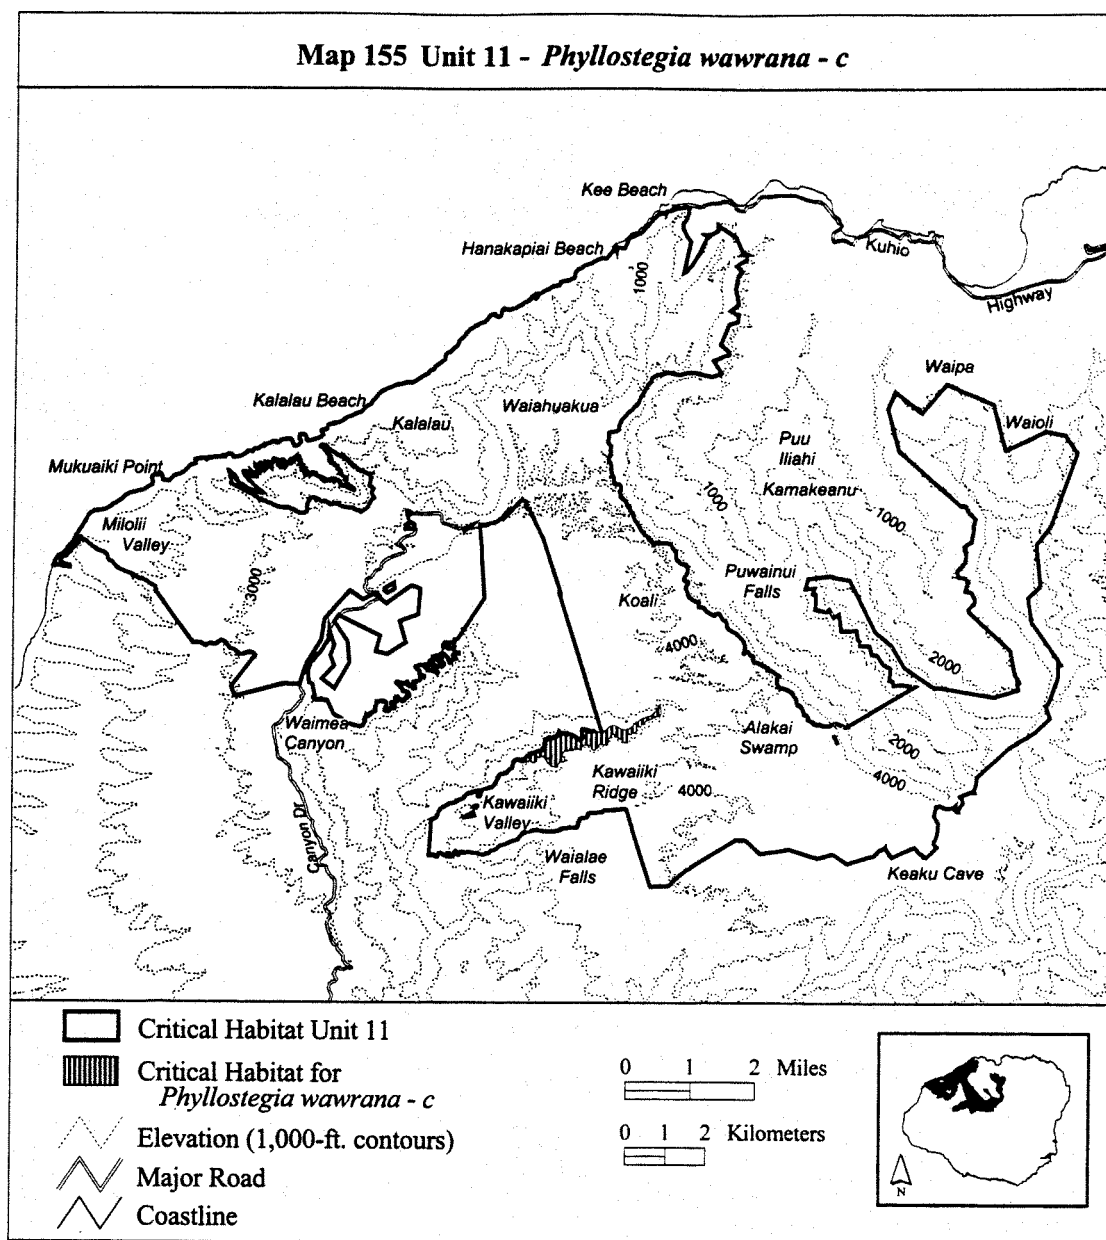 Map 155 Unit 11 - Phyllostegia wawrana - c
Kee Beach
Hanakapiai Beach
Kuhio
Highway
1000
Waipa
Kalalau Beach
Kalalau
Waiahuakua
Waioli
Puu
Iliahi
Mukuaiki Point
Kamakeanu
1000
1000
Milolii
Valley
3000
Puwainui
Falls
Koali
4000
2000
Waimea
Canyon
Alakai
Swamp
2000
4000
Kawaiiki
Ridge
4000
Kawaiiki
Valley
Canyon Dr
Waialae
Falls
Keaku Cave
Critical Habitat Unit 11
Critical Habitat for
Phyllostegia wawrana - c
Elevation (1,000-ft. contours)
Major Road
Coastline
0 1 2 Miles
0 1 2 Kilometers
N